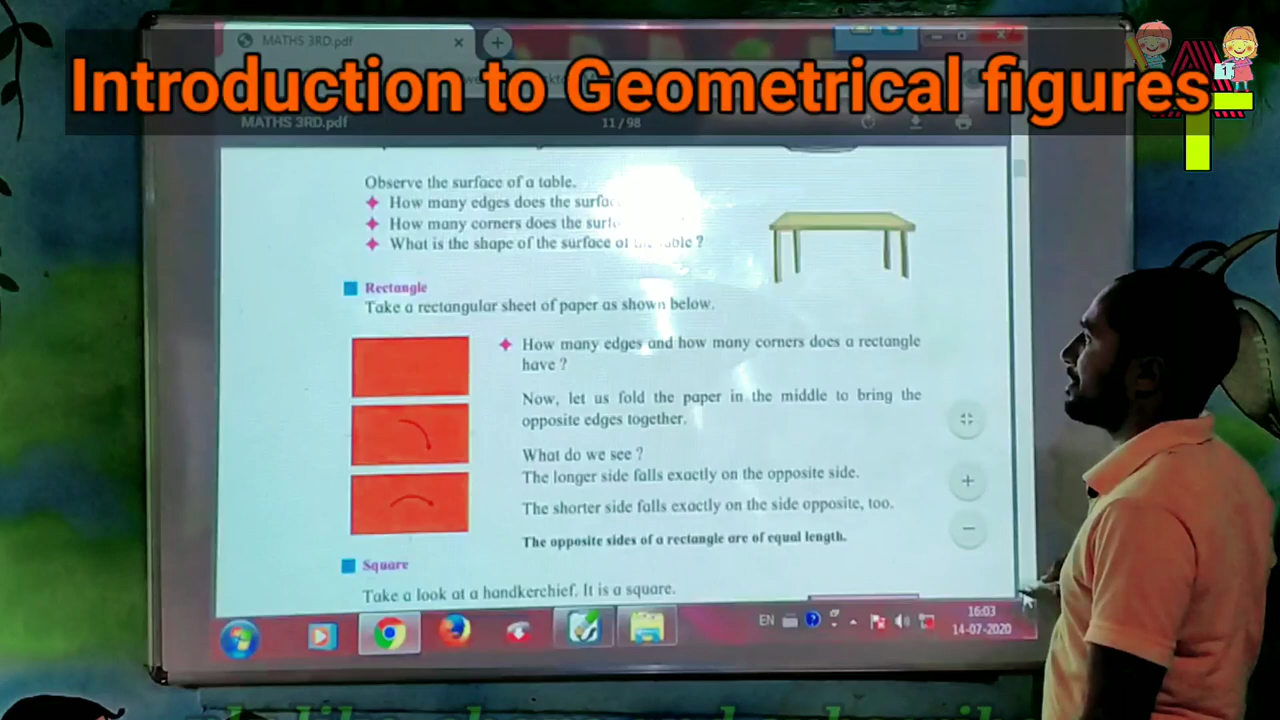 MATHS 3RD.pdf
Introduction to Geometrical figures
MATHS 3RD.pdf
11 / 98
Observe the surface of a table.
How many edges does the
How many corners does the
What is the shape of the surface of ?
Rectangle
Take a rectangular sheet of paper as shown below.
How many edges and how many corners does a rectangle
have ?
Now, let us fold the paper in the middle to bring the
opposite edges together.
What do we see ?
The longer side falls exactly on the opposite side.
The shorter side falls exactly on the side opposite, too.
The opposite sides of a rectangle are of equal length.
Square
Take a look at a handkerchief. It is a square.
EN
16:03
14-07-2020